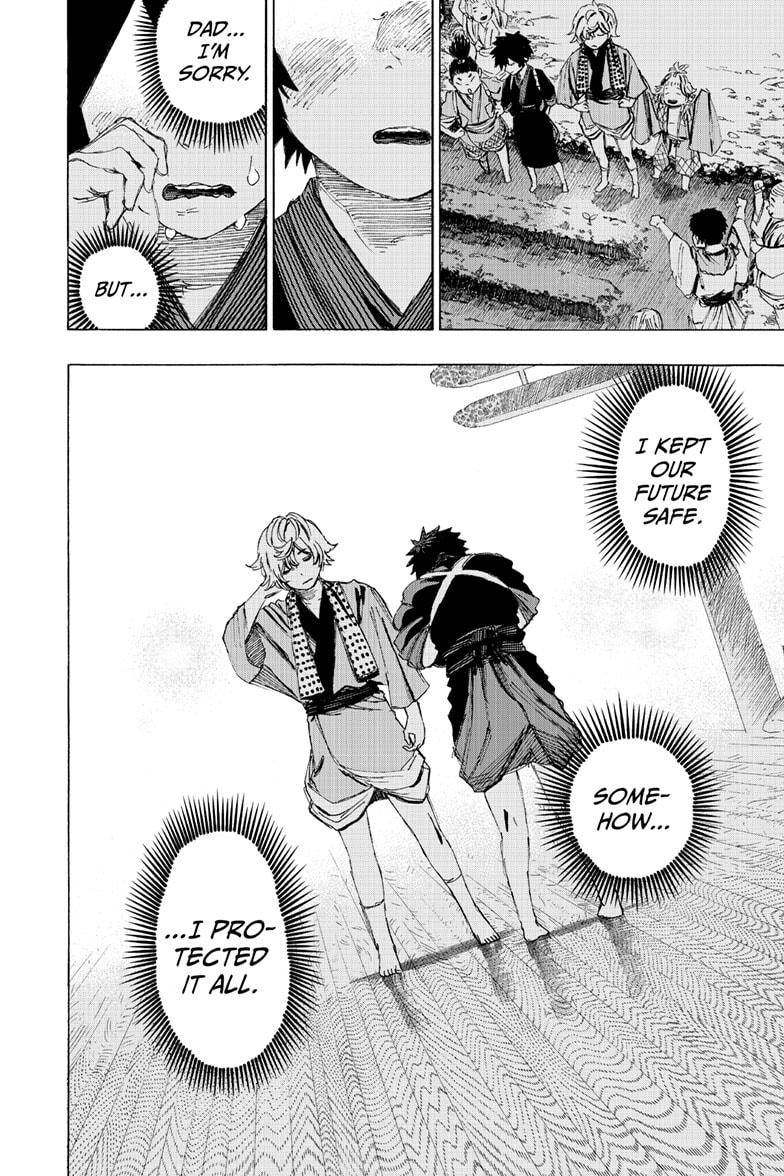 DAD...
I'M
SORRY.
BUT...
I KEPT
OUR
FUTURE
SAFE.
SOME-
HOW...
...I PRO-
TECTED
IT ALL.